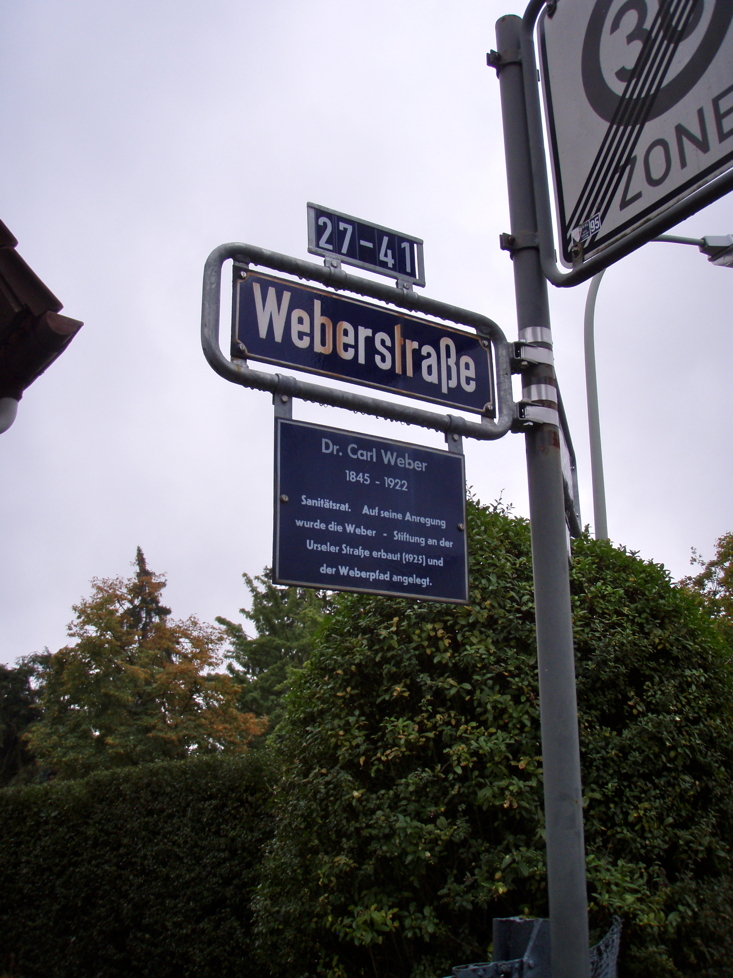 30
ZONE
95
27-41
Weberstraße
Dr. Carl Weber
1845 - 1922
Sanitätsrat. Auf seine Anregung
wurde die Weber - Stiftung an der
Urseler Straße erbaut (1925) und
der Weberpfad angelegt.